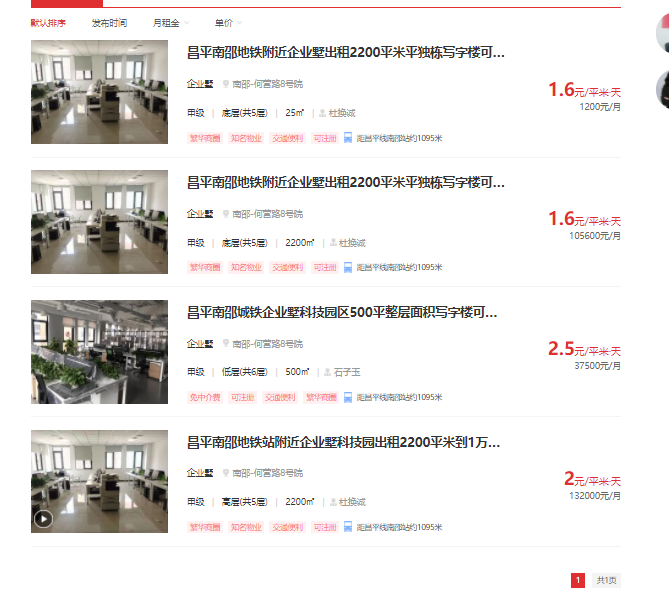 默认排序 发布时间 月租金 单价
昌平南邵地铁附近企业墅出租2200平米平独栋写字楼可...
企业墅 南邵-何营路8号院
甲级 | 底层(共5层) | 25㎡ | 杜换诚
繁华商圈 知名物业 交通便利 可注册 距昌平线南邵站约1095米
1.6元/平米·天
1200元/月
昌平南邵地铁附近企业墅出租2200平米平独栋写字楼可...
企业墅 南邵-何营路8号院
甲级 | 底层(共5层) | 2200㎡ | 杜换诚
繁华商圈 知名物业 交通便利 可注册 距昌平线南邵站约1095米
1.6元/平米·天
105600元/月
昌平南邵城铁企业墅科技园区500平整层面积写字楼可...
企业墅 南邵-何营路8号院
甲级 | 低层(共6层) | 500㎡ | 石子玉
免中介费 可注册 交通便利 繁华商圈 距昌平线南邵站约1095米
2.5元/平米·天
37500元/月
昌平南邵地铁站附近企业墅科技园出租2200平米到1万...
企业墅 南邵-何营路8号院
甲级 | 高层(共5层) | 2200㎡ | 杜换诚
繁华商圈 知名物业 交通便利 可注册 距昌平线南邵站约1095米
2元/平米·天
132000元/月
1 共1页